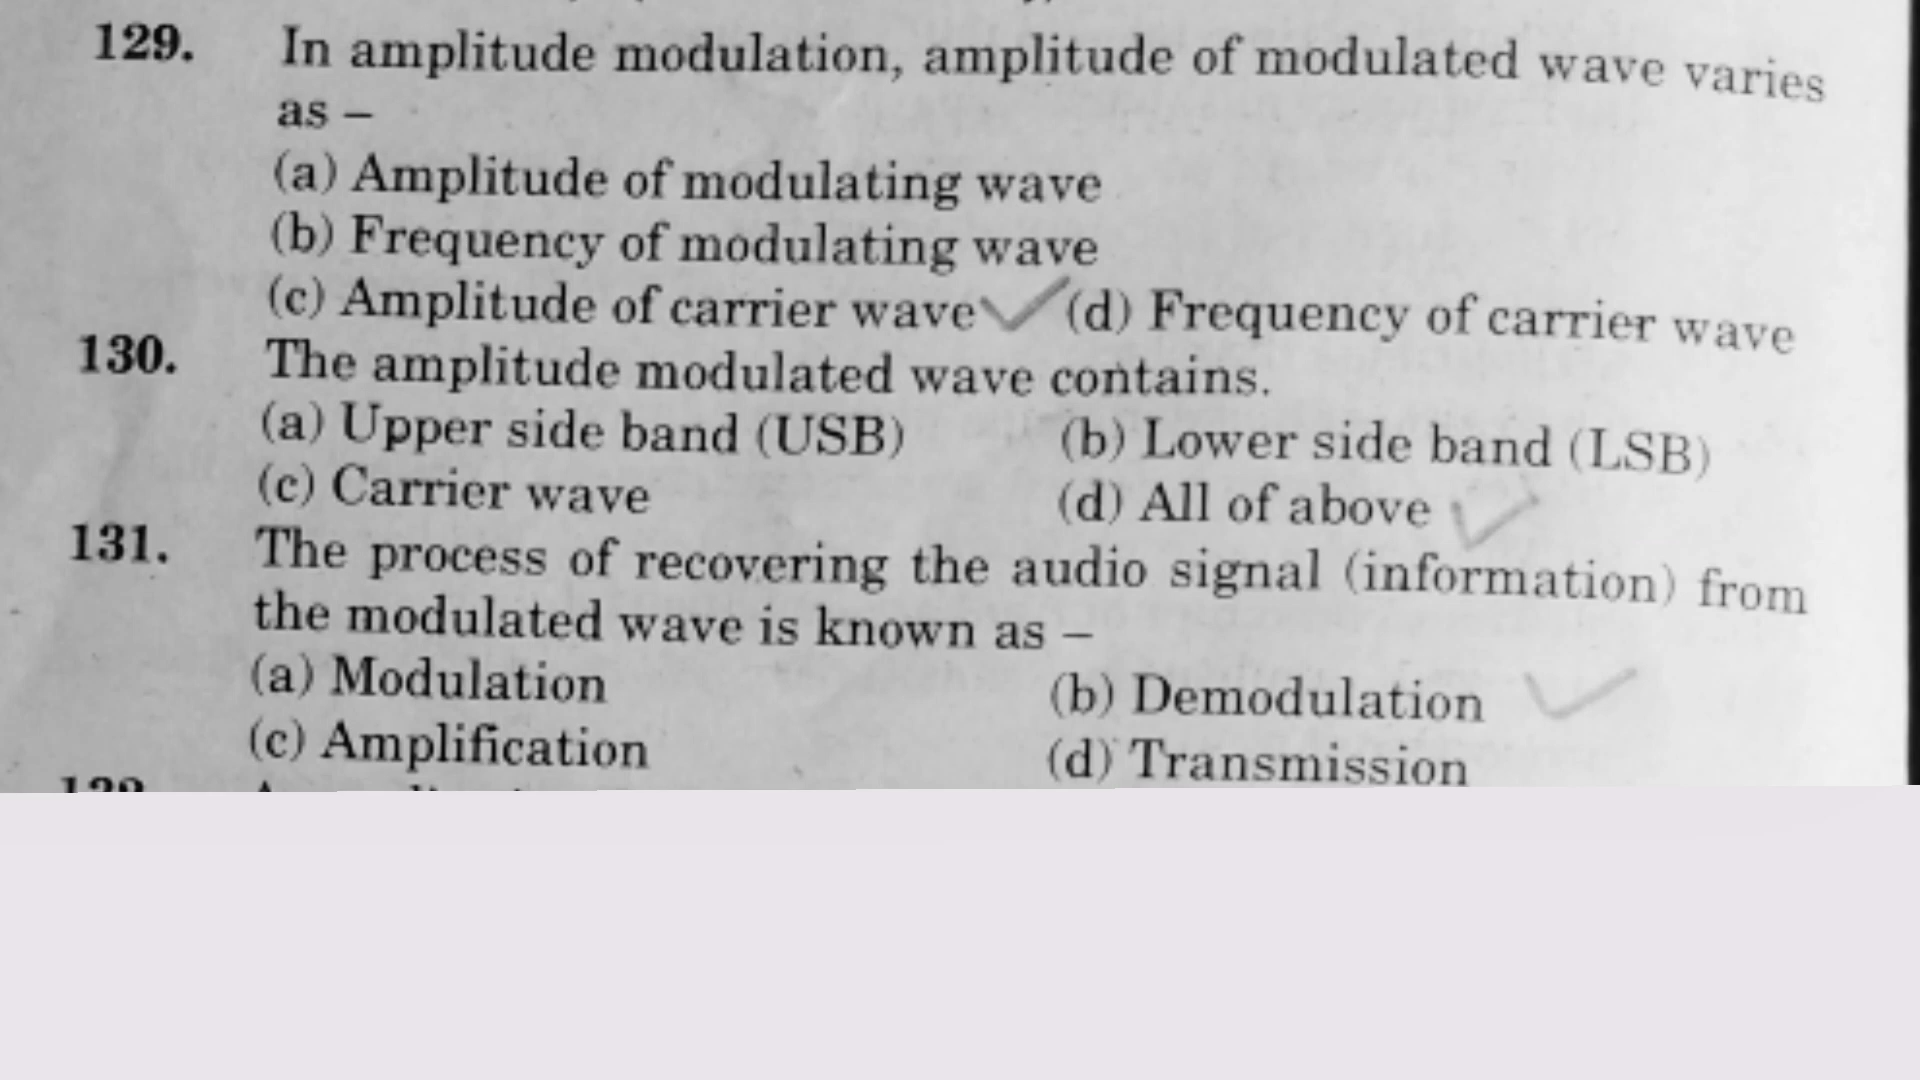 129. In amplitude modulation, amplitude of modulated wave varies
as –
(a) Amplitude of modulating wave
(b) Frequency of modulating wave
(c) Amplitude of carrier wave (d) Frequency of carrier wave
130. The amplitude modulated wave contains.
(a) Upper side band (USB) (b) Lower side band (LSB)
(c) Carrier wave (d) All of above
131. The process of recovering the audio signal (information) from
the modulated wave is known as –
(a) Modulation (b) Demodulation
(c) Amplification (d) Transmission